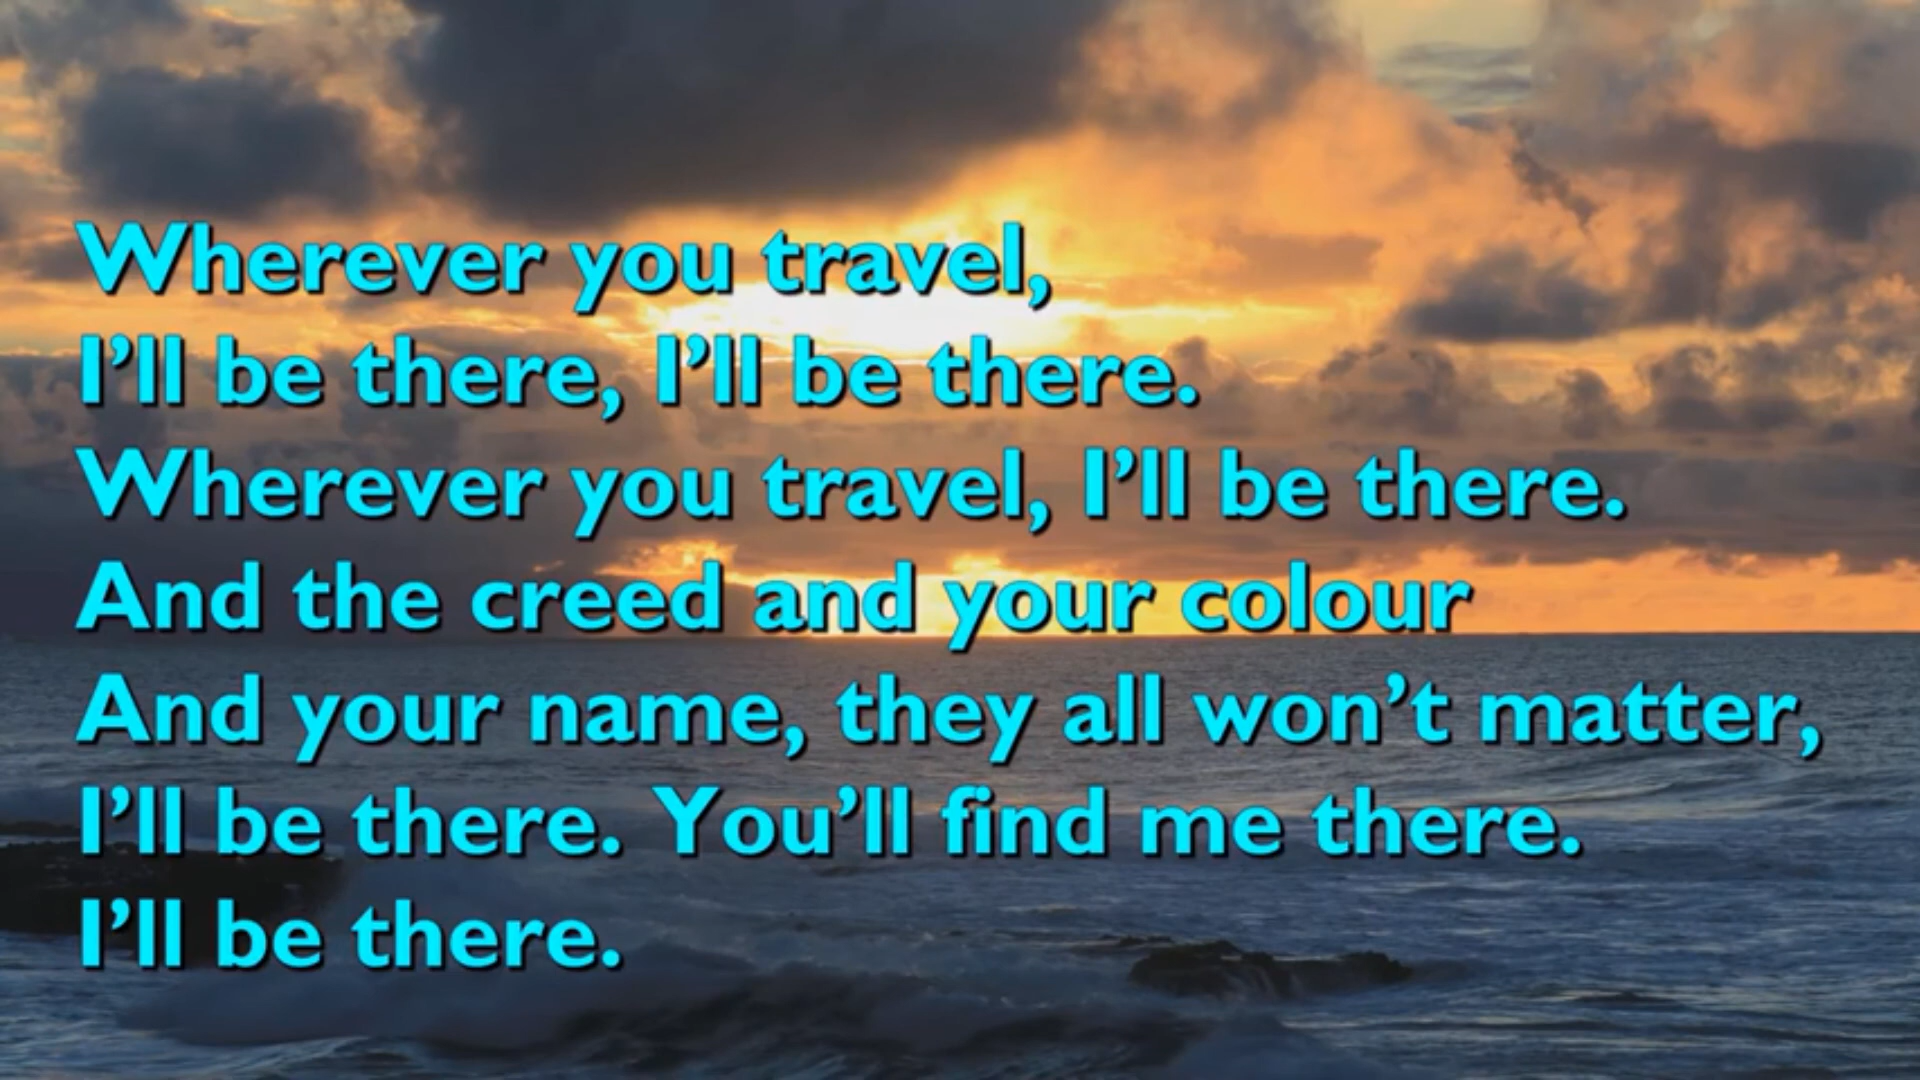 Wherever you travel,
I’ll be there, I’ll be there.
Wherever you travel, I’ll be there.
And the creed and your colour
And your name, they all won’t matter,
I’ll be there. You’ll find me there.
I’ll be there.